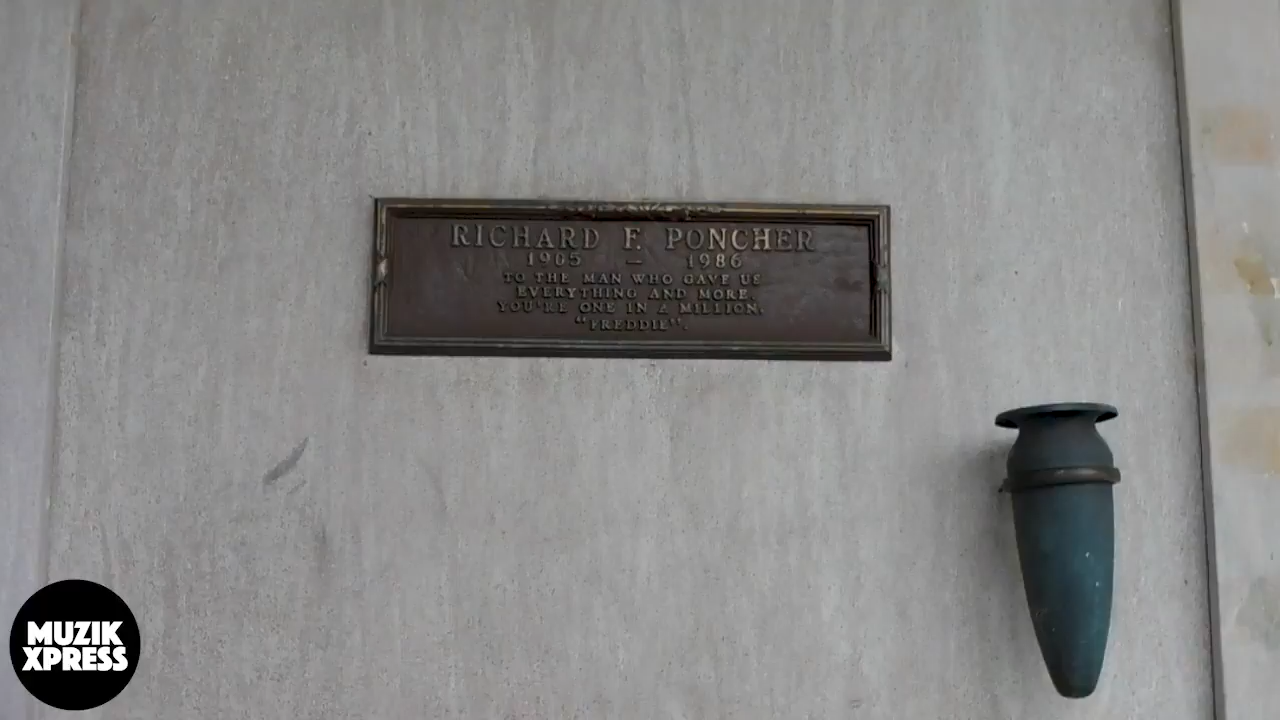 RICHARD F. PONCHER
1905 — 1986
TO THE MAN WHO GAVE US
EVERYTHING AND MORE.
YOU'RE ONE IN A MILLION.
"FREDDIE".
MUZIK
XPRESS